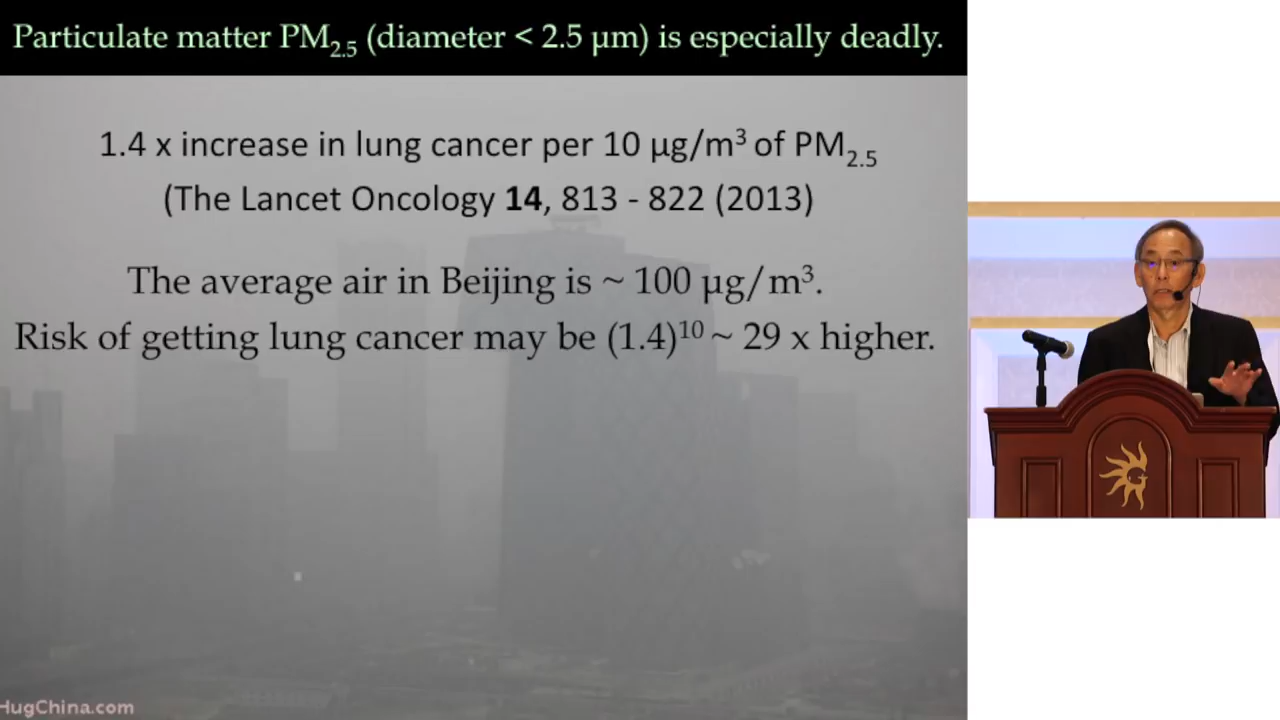 Particulate matter PM₂.₅ (diameter < 2.5 µm) is especially deadly.
1.4 x increase in lung cancer per 10 µg/m³ of PM₂.₅
(The Lancet Oncology 14, 813 - 822 (2013)
The average air in Beijing is ~ 100 µg/m³.
Risk of getting lung cancer may be (1.4)¹⁰ ~ 29 x higher.
HugChina.com